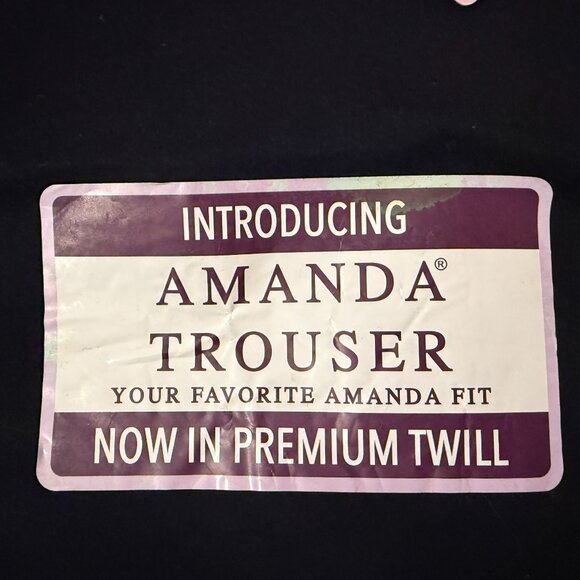 INTRODUCING
AMANDA®
TROUSER
YOUR FAVORITE AMANDA FIT
NOW IN PREMIUM TWILL